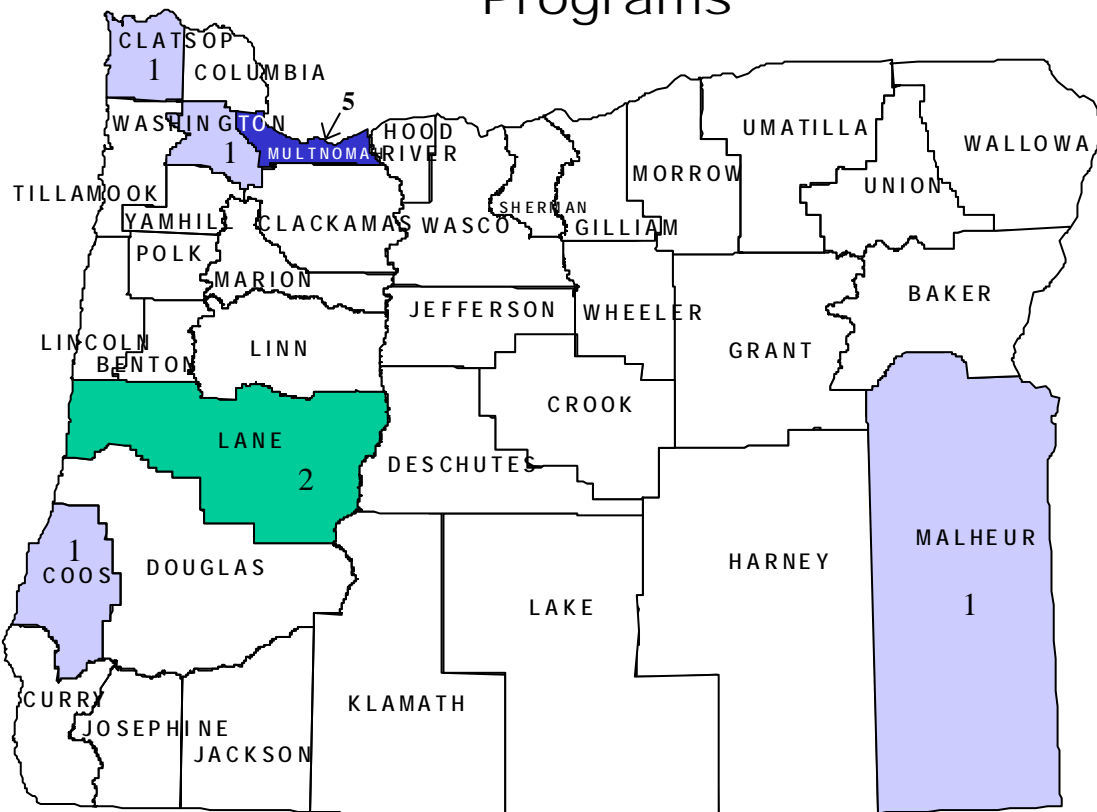 Programs
CLATSOP
1
COLUMBIA
WASHINGTON
1
5
MULTNOMAH
HOOD
RIVER
UMATILLA
WALLOWA
TILLAMOOK
MORROW
UNION
YAMHILL
CLACKAMAS
WASCO
SHERMAN
GILLIAM
POLK
MARION
BAKER
JEFFERSON
WHEELER
LINCOLN
BENTON
LINN
GRANT
CROOK
LANE
2
DESCHUTES
1
COOS
DOUGLAS
HARNEY
MALHEUR
1
LAKE
CURRY
KLAMATH
JOSEPHINE
JACKSON